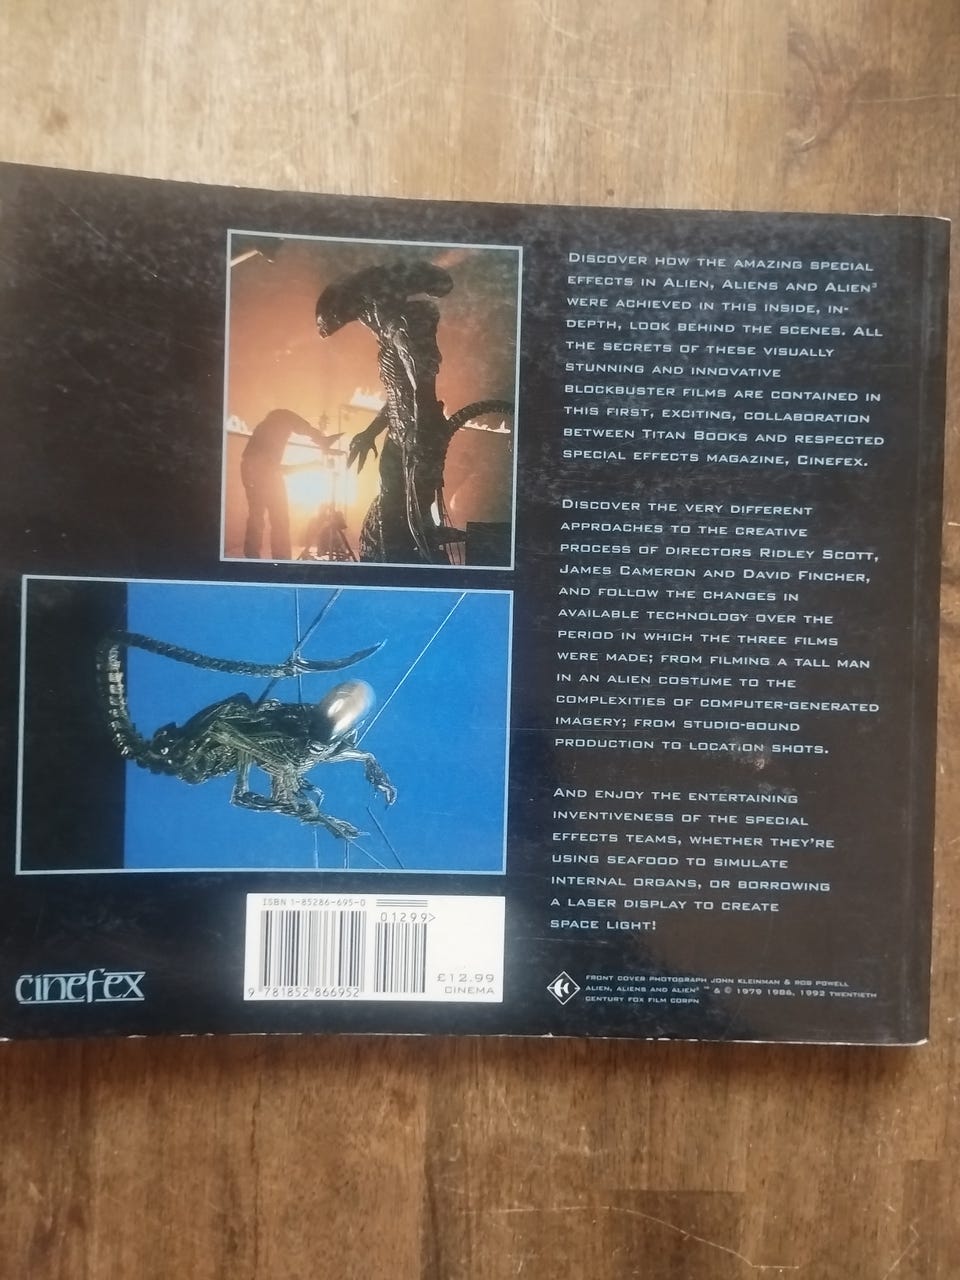 DISCOVER HOW THE AMAZING SPECIAL
EFFECTS IN ALIEN, ALIENS AND ALIEN³
WERE ACHIEVED IN THIS INSIDE, IN-
DEPTH, LOOK BEHIND THE SCENES. ALL
THE SECRETS OF THESE VISUALLY
STUNNING AND INNOVATIVE
BLOCKBUSTER FILMS ARE CONTAINED IN
THIS FIRST, EXCITING, COLLABORATION
BETWEEN TITAN BOOKS AND RESPECTED
SPECIAL EFFECTS MAGAZINE, CINEFEX.
DISCOVER THE VERY DIFFERENT
APPROACHES TO THE CREATIVE
PROCESS OF DIRECTORS RIDLEY SCOTT,
JAMES CAMERON AND DAVID FINCHER,
AND FOLLOW THE CHANGES IN
AVAILABLE TECHNOLOGY OVER THE
PERIOD IN WHICH THE THREE FILMS
WERE MADE; FROM FILMING A TALL MAN
IN AN ALIEN COSTUME TO THE
COMPLEXITIES OF COMPUTER-GENERATED
IMAGERY; FROM STUDIO-BOUND
PRODUCTION TO LOCATION SHOTS.
AND ENJOY THE ENTERTAINING
INVENTIVENESS OF THE SPECIAL
EFFECTS TEAMS, WHETHER THEY'RE
USING SEAFOOD TO SIMULATE
INTERNAL ORGANS, OR BORROWING
A LASER DISPLAY TO CREATE
SPACE LIGHT!
ISBN 1-85286-695-0
01299>
9 781852 866952
£12.99
CINEMA
cinefex
FRONT COVER PHOTOGRAPH JOHN KLEINMAN & ROB POWELL
ALIEN, ALIENS AND ALIEN³ ™ & © 1979 1986, 1992 TWENTIETH
CENTURY FOX FILM CORPN